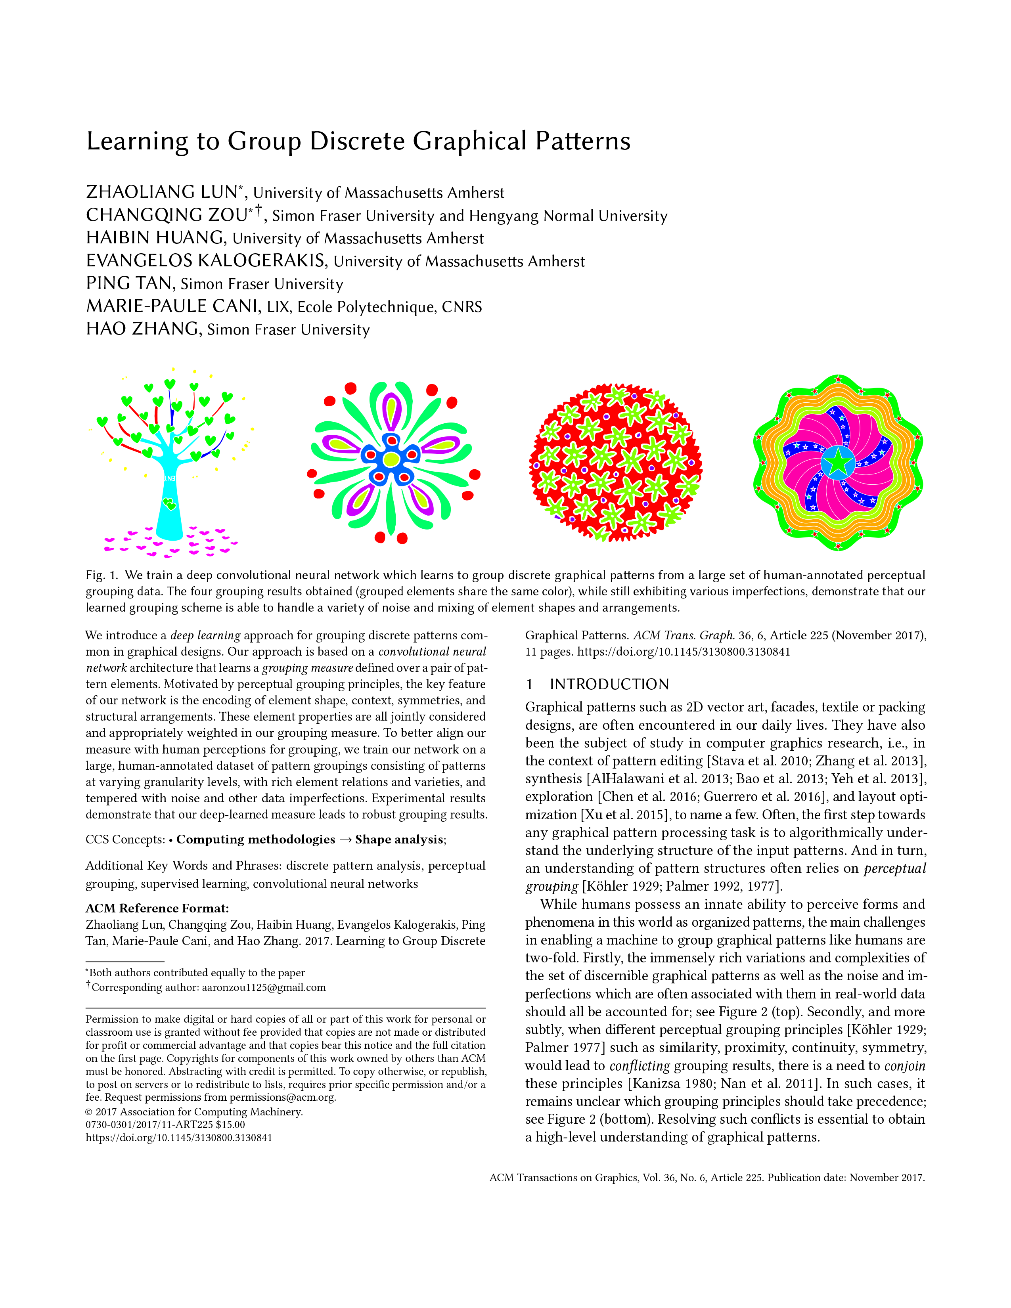 Learning to Group Discrete Graphical Patterns
ZHAOLIANG LUN*, University of Massachusetts Amherst
CHANGQING ZOU*†, Simon Fraser University and Hengyang Normal University
HAIBIN HUANG, University of Massachusetts Amherst
EVANGELOS KALOGERAKIS, University of Massachusetts Amherst
PING TAN, Simon Fraser University
MARIE-PAULE CANI, LIX, Ecole Polytechnique, CNRS
HAO ZHANG, Simon Fraser University
Fig. 1. We train a deep convolutional neural network which learns to group discrete graphical patterns from a large set of human-annotated perceptual
grouping data. The four grouping results obtained (grouped elements share the same color), while still exhibiting various imperfections, demonstrate that our
learned grouping scheme is able to handle a variety of noise and mixing of element shapes and arrangements.
We introduce a deep learning approach for grouping discrete patterns com-
mon in graphical designs. Our approach is based on a convolutional neural
network architecture that learns a grouping measure defined over a pair of pat-
tern elements. Motivated by perceptual grouping principles, the key feature
of our network is the encoding of element shape, context, symmetries, and
structural arrangements. These element properties are all jointly considered
and appropriately weighted in our grouping measure. To better align our
measure with human perceptions for grouping, we train our network on a
large, human-annotated dataset of pattern groupings consisting of patterns
at varying granularity levels, with rich element relations and varieties, and
tempered with noise and other data imperfections. Experimental results
demonstrate that our deep-learned measure leads to robust grouping results.
CCS Concepts: • Computing methodologies → Shape analysis;
Additional Key Words and Phrases: discrete pattern analysis, perceptual
grouping, supervised learning, convolutional neural networks
ACM Reference Format:
Zhaoliang Lun, Changqing Zou, Haibin Huang, Evangelos Kalogerakis, Ping
Tan, Marie-Paule Cani, and Hao Zhang. 2017. Learning to Group Discrete
*Both authors contributed equally to the paper
†Corresponding author: aaronzou1125@gmail.com
Permission to make digital or hard copies of all or part of this work for personal or
classroom use is granted without fee provided that copies are not made or distributed
for profit or commercial advantage and that copies bear this notice and the full citation
on the first page. Copyrights for components of this work owned by others than ACM
must be honored. Abstracting with credit is permitted. To copy otherwise, or republish,
to post on servers or to redistribute to lists, requires prior specific permission and/or a
fee. Request permissions from permissions@acm.org.
© 2017 Association for Computing Machinery.
0730-0301/2017/11-ART225 $15.00
https://doi.org/10.1145/3130800.3130841
Graphical Patterns. ACM Trans. Graph. 36, 6, Article 225 (November 2017),
11 pages. https://doi.org/10.1145/3130800.3130841
1 INTRODUCTION
Graphical patterns such as 2D vector art, facades, textile or packing
designs, are often encountered in our daily lives. They have also
been the subject of study in computer graphics research, i.e., in
the context of pattern editing [Stava et al. 2010; Zhang et al. 2013],
synthesis [AlHalawani et al. 2013; Bao et al. 2013; Yeh et al. 2013],
exploration [Chen et al. 2016; Guerrero et al. 2016], and layout opti-
mization [Xu et al. 2015], to name a few. Often, the first step towards
any graphical pattern processing task is to algorithmically under-
stand the underlying structure of the input patterns. And in turn,
an understanding of pattern structures often relies on perceptual
grouping [Köhler 1929; Palmer 1992, 1977].
While humans possess an innate ability to perceive forms and
phenomena in this world as organized patterns, the main challenges
in enabling a machine to group graphical patterns like humans are
two-fold. Firstly, the immensely rich variations and complexities of
the set of discernible graphical patterns as well as the noise and im-
perfections which are often associated with them in real-world data
should all be accounted for; see Figure 2 (top). Secondly, and more
subtly, when different perceptual grouping principles [Köhler 1929;
Palmer 1977] such as similarity, proximity, continuity, symmetry,
would lead to conflicting grouping results, there is a need to conjoin
these principles [Kanizsa 1980; Nan et al. 2011]. In such cases, it
remains unclear which grouping principles should take precedence;
see Figure 2 (bottom). Resolving such conflicts is essential to obtain
a high-level understanding of graphical patterns.
ACM Transactions on Graphics, Vol. 36, No. 6, Article 225. Publication date: November 2017.